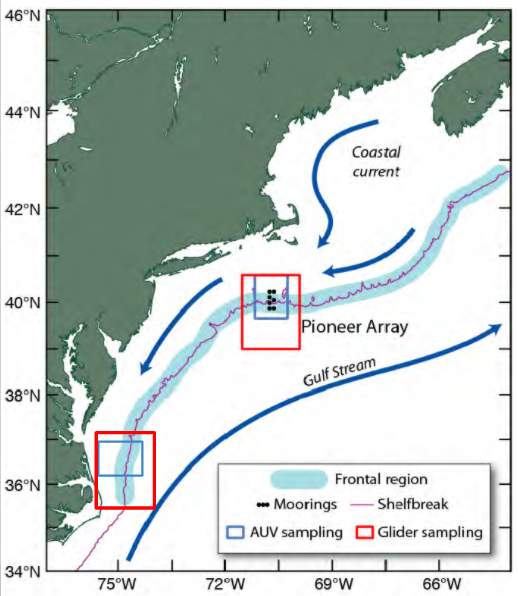 46°N
44°N
Coastal
current
42°N
40°N
Pioneer Array
38°N
Gulf Stream
36°N
Frontal region
Moorings
Shelfbreak
AUV sampling
Glider sampling
34°N
75°W
72°W
69°W
66°W